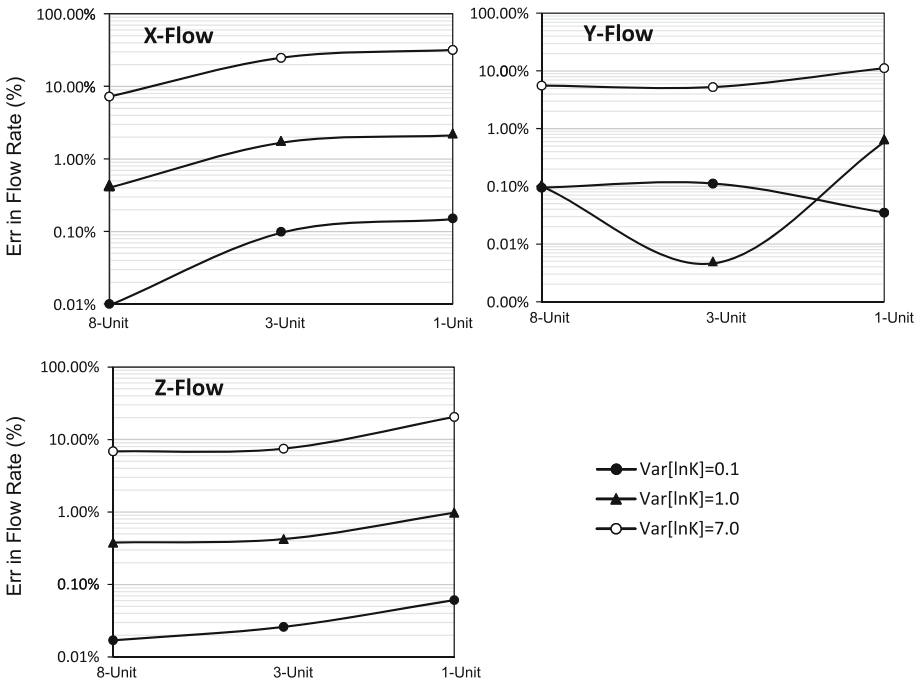 X-Flow
Err in Flow Rate (%)
100.00%
10.00%
1.00%
0.10%
0.01%
8-Unit
3-Unit
1-Unit
Y-Flow
100.00%
10.00%
1.00%
0.10%
0.01%
0.00%
8-Unit
3-Unit
1-Unit
Z-Flow
Err in Flow Rate (%)
100.00%
10.00%
1.00%
0.10%
0.01%
8-Unit
3-Unit
1-Unit
Var[lnK]=0.1
Var[lnK]=1.0
Var[lnK]=7.0